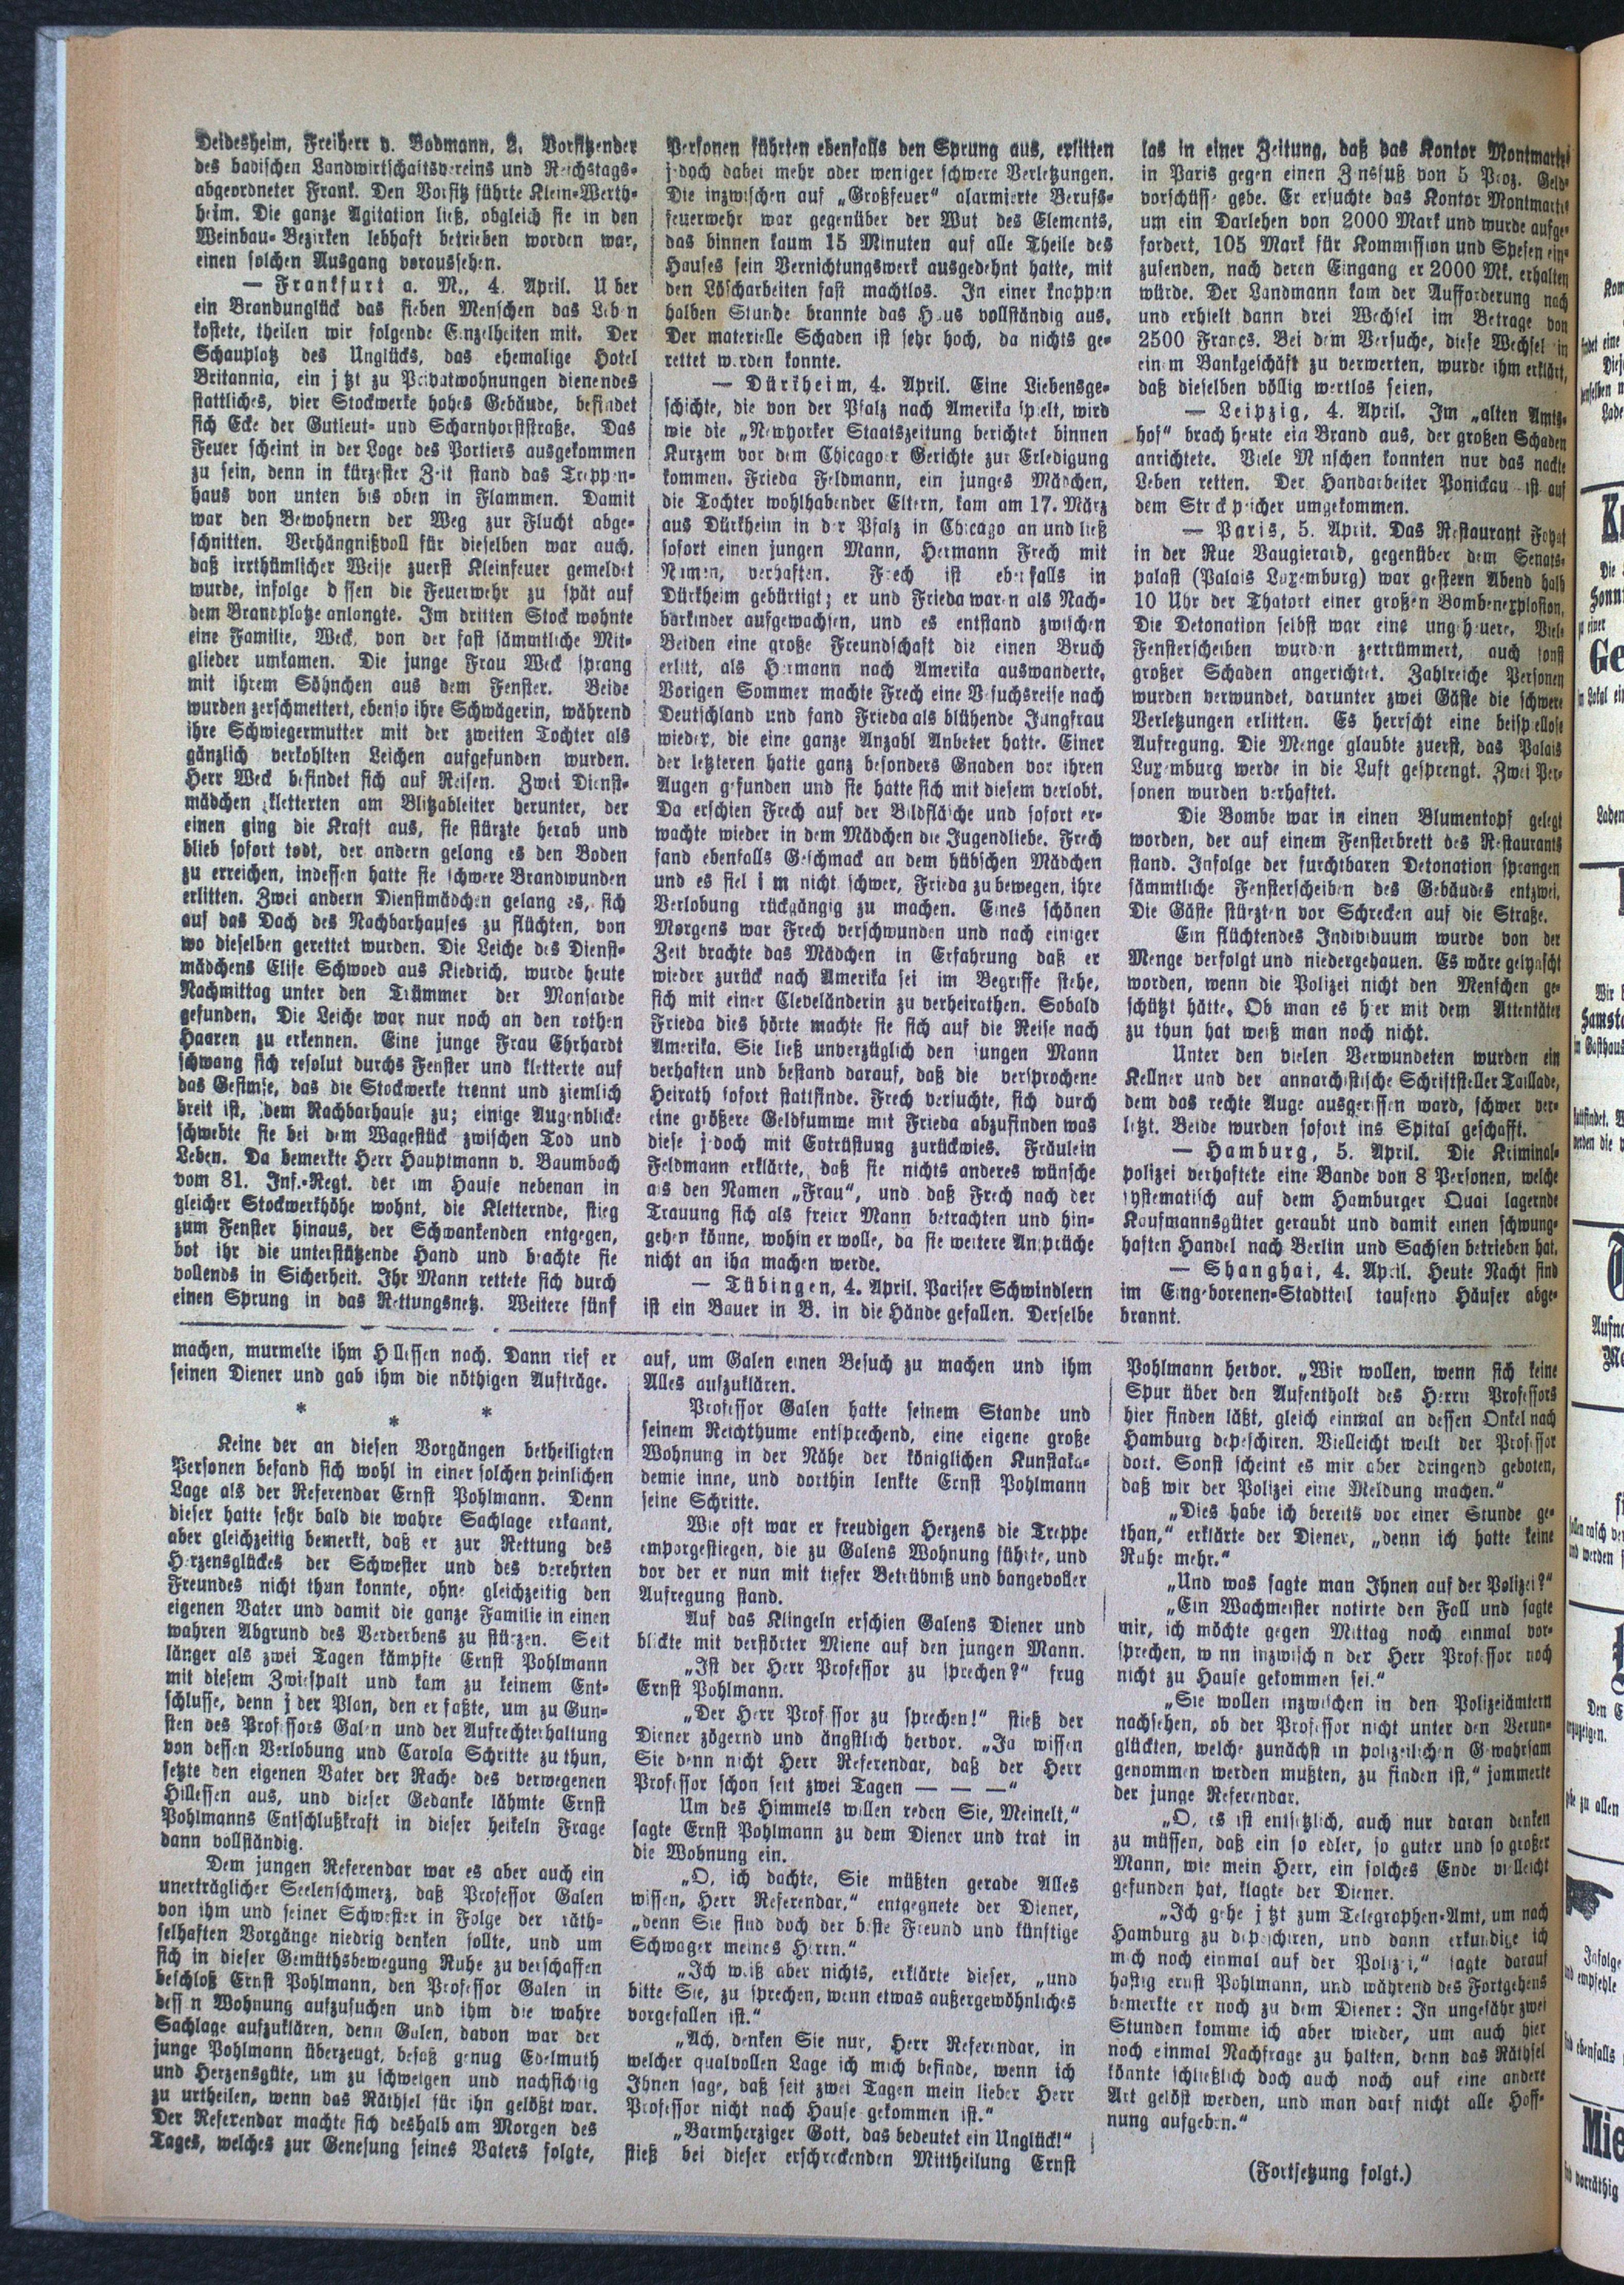 Deidesheim, Freiherr v. Bodmann, 2. Vorsitzender
des badischen Landwirtschaftsvereins und Reichstags-
abgeordneter Frank. Den Vorsitz führte Klein-Werth-
heim. Die ganze Agitation ließ, obgleich sie in den
Weinbau-Bezirken lebhaft betrieben worden war,
einen solchen Ausgang voraussehen.
— Frankfurt a. M., 4. April. U ber
ein Brandunglück das sieben Menschen das Leb n
kostete, theilen wir folgende Einzelheiten mit. Der
Schauplatz des Unglücks, das ehemalige Hotel
Britannia, ein j tzt zu Privatwohnungen dienendes
stattliches, vier Stockwerke hohes Gebäude, befindet
sich Ecke der Gutleut- und Scharnhorststraße. Das
Feuer scheint in der Loge des Portiers ausgekommen
zu sein, denn in kürzester Zeit stand das Treppen-
haus von unten bis oben in Flammen. Damit
war den Bewohnern der Weg zur Flucht abge-
schnitten. Verhängnißvoll für dieselben war auch,
daß irrthümlicher Weise zuerst Kleinfeuer gemeldet
wurde, infolge d ssen die Feuerwehr zu spät auf
dem Brandplatze anlangte. Im dritten Stock wohnte
eine Familie, Weck, von der fast sämmtliche Mit-
glieder umkamen. Die junge Frau Weck sprang
mit ihrem Söhnchen aus dem Fenster. Beide
wurden zerschmettert, ebenso ihre Schwägerin, während
ihre Schwiegermutter mit der zweiten Tochter als
gänzlich verkohlten Leichen aufgefunden wurden.
Herr Weck befindet sich auf Reisen. Zwei Dienst-
mädchen kletterten am Blitzableiter herunter, der
einen ging die Kraft aus, sie stürzte herab und
blieb sofort todt, der andern gelang es den Boden
zu erreichen, indessen hatte sie schwere Brandwunden
erlitten. Zwei andern Dienstmädchen gelang es, sich
auf das Dach des Nachbarhauses zu flüchten, von
wo dieselben gerettet wurden. Die Leiche des Dienst-
mädchens Elise Schwoed aus Kiedrich, wurde heute
Nachmittag unter den Trümmer der Mansarde
gefunden. Die Leiche war nur noch an den rothen
Haaren zu erkennen. Eine junge Frau Ehrhardt
schwang sich resolut durchs Fenster und kletterte auf
das Gesimse, das die Stockwerke trennt und ziemlich
breit ist, dem Nachbarhause zu; einige Augenblicke
schwebte sie bei dem Wagestück zwischen Tod und
Leben. Da bemerkte Herr Hauptmann v. Baumbach
vom 81. Inf.-Regt. der im Hause nebenan in
gleicher Stockwerkhöhe wohnt, die Kletternde, stieg
zum Fenster hinaus, der Schwankenden entgegen,
bot ihr die unterstützende Hand und brachte sie
vollends in Sicherheit. Ihr Mann rettete sich durch
einen Sprung in das Rettungsnetz. Weitere fünf
Personen führten ebenfalls den Sprung aus, erlitten
jedoch dabei mehr oder weniger schwere Verletzungen.
Die inzwischen auf „Großfeuer“ alarmierte Berufs-
feuerwehr war gegenüber der Wut des Elements,
das binnen kaum 15 Minuten auf alle Theile des
Hauses sein Vernichtungswerk ausgedehnt hatte, mit
den Löscharbeiten fast machtlos. In einer knappen
halben Stunde brannte das Haus vollständig aus.
Der materielle Schaden ist sehr hoch, da nichts ge-
rettet werden konnte.
— Dürkheim, 4. April. Eine Liebensge-
schichte, die von der Pfalz nach Amerika spielt, wird
wie die „Newyorker Staatszeitung berichtet binnen
Kurzem vor dem Chicagoer Gerichte zur Erledigung
kommen. Frieda Feldmann, ein junges Mädchen,
die Tochter wohlhabender Eltern, kam am 17. März
aus Dürkheim in der Pfalz in Chicago an und ließ
sofort einen jungen Mann, Hermann Frech mit
Namen, verhaften. Frech ist ebenfalls in
Dürkheim gebürtigt; er und Frieda waren als Nach-
barkinder aufgewachsen, und es entstand zwischen
Beiden eine große Freundschaft die einen Bruch
erlitt, als Hermann nach Amerika auswanderte.
Vorigen Sommer machte Frech eine Besuchsreise nach
Deutschland und fand Frieda als blühende Jungfrau
wieder, die eine ganze Anzahl Anbeter hatte. Einer
der letzteren hatte ganz besonders Gnaden vor ihren
Augen gefunden und sie hatte sich mit diesem verlobt.
Da erschien Frech auf der Bildfläche und sofort er-
wachte wieder in dem Mädchen die Jugendliebe. Frech
fand ebenfalls Geschmack an dem hübschen Mädchen
und es fiel i m nicht schwer, Frieda zu bewegen, ihre
Verlobung rückgängig zu machen. Eines schönen
Morgens war Frech verschwunden und nach einiger
Zeit brachte das Mädchen in Erfahrung daß er
wieder zurück nach Amerika sei im Begriffe stehe,
sich mit einer Cleveländerin zu verheirathen. Sobald
Frieda dies hörte machte sie sich auf die Reise nach
Amerika. Sie ließ unverzüglich den jungen Mann
verhaften und bestand darauf, daß die versprochene
Heirath sofort stattfinde. Frech versuchte, sich durch
eine größere Geldsumme mit Frieda abzufinden was
diese jedoch mit Entrüstung zurückwies. Fräulein
Feldmann erklärte, daß sie nichts anderes wünsche
als den Namen „Frau“, und daß Frech nach der
Trauung sich als freier Mann betrachten und hin-
gehen könne, wohin er wolle, da sie weitere Ansprüche
nicht an ihn machen werde.
— Tübingen, 4. April. Pariser Schwindlern
ist ein Bauer in B. in die Hände gefallen. Derselbe
las in einer Zeitung, daß das Kontor Montmartre
in Paris gegen einen Zinsfuß von 5 Proz. Geld-
vorschüsse gebe. Er ersuchte das Kontor Montmartre
um ein Darlehen von 2000 Mark und wurde aufge-
fordert, 105 Mark für Kommission und Spesen ein-
zusenden, nach deren Eingang er 2000 Mk. erhalten
würde. Der Landmann kam der Aufforderung nach
und erhielt dann drei Wechsel im Betrage von
2500 Francs. Bei dem Versuche, diese Wechsel in
einem Bankgeschäft zu verwerten, wurde ihm erklärt,
daß dieselben völlig wertlos seien.
— Leipzig, 4. April. Im „alten Amts-
hof“ brach heute ein Brand aus, der großen Schaden
anrichtete. Viele M nschen konnten nur das nackte
Leben retten. Der Handarbeiter Ponickau ist auf
dem umgekommen.
— Paris, 5. April. Das Restaurant Foyat
in der Rue Vaugierard, gegenüber dem Senats-
palast (Palais Luxemburg) war gestern Abend halb
10 Uhr der Thatort einer großen Bombenexplosion.
Die Detonation selbst war eine ungeheuere. Viele
Fensterscheiben wurden zertrümmert, auch sonst
großer Schaden angerichtet. Zahlreiche Personen
wurden verwundet, darunter zwei Gäste die schwere
Verletzungen erlitten. Es herrscht eine beispiellose
Aufregung. Die Menge glaubte zuerst, das Palais
Luxemburg werde in die Luft gesprengt. Zwei Per-
sonen wurden verhaftet.
Die Bombe war in einen Blumentopf gelegt
worden, der auf einem Fensterbrett des Restaurants
stand. Infolge der furchtbaren Detonation sprangen
sämmtliche Fensterscheiben des Gebäudes entzwei.
Die Gäste stürzten vor Schrecken auf die Straße.
Ein flüchtendes Individuum wurde von der
Menge verfolgt und niedergehauen. Es wäre gelynscht
worden, wenn die Polizei nicht den Menschen ge-
schützt hätte. Ob man es hier mit dem Attentäter
zu thun hat weiß man noch nicht.
Unter den vielen Verwundeten wurden ein
Kellner und der annarchistische Schriftsteller Taillade,
dem das rechte Auge ausgerissen ward, schwer ver-
letzt. Beide wurden sofort ins Spital geschafft.
— Hamburg, 5. April. Die Kriminal-
polizei verhaftete eine Bande von 8 Personen, welche
systematisch auf dem Hamburger Quai lagernde
Kaufmannsgüter geraubt und damit einen schwung-
haften Handel nach Berlin und Sachsen betrieben hat.
— Shanghai, 4. April. Heute Nacht sind
im Eingeborenen-Stadtteil tausend Häuser abge-
brannt.
machen, murmelte ihm H llessen nach. Dann rief er
seinen Diener und gab ihm die nöthigen Aufträge.
* * *
Keine der an diesen Vorgängen betheiligten
Personen befand sich wohl in einer solchen peinlichen
Lage als der Referendar Ernst Pohlmann. Denn
dieser hatte sehr bald die wahre Sachlage erkannt,
aber gleichzeitig bemerkt, daß er zur Rettung des
Herzensglückes der Schwester und des verehrten
Freundes nicht thun konnte, ohne gleichzeitig den
eigenen Vater und damit die ganze Familie in einen
wahren Abgrund des Verderbens zu stürzen. Seit
länger als zwei Tagen kämpfte Ernst Pohlmann
mit diesem Zwiespalt und kam zu keinem Ent-
schlusse, denn j der Plan, den er faßte, um zu Gun-
sten des Professors Galen und der Aufrechterhaltung
von dessen Verlobung und Carola Schritte zu thun,
setzte den eigenen Vater der Rache des verwegenen
Hillessen aus, und dieser Gedanke lähmte Ernst
Pohlmanns Entschlußkraft in dieser heikeln Frage
dann vollständig.
Dem jungen Referendar war es aber auch ein
unerträglicher Seelenschmerz, daß Professor Galen
von ihm und seiner Schwester in Folge der räth-
selhaften Vorgänge niedrig denken sollte, und um
sich in dieser Gemüthsbewegung Ruhe zu verschaffen
beschloß Ernst Pohlmann, den Professor Galen in
dess n Wohnung aufzusuchen und ihm die wahre
Sachlage aufzuklären, denn Galen, davon war der
junge Pohlmann überzeugt, besaß genug Edelmuth
und Herzensgüte, um zu schweigen und nachsichtig
zu urtheilen, wenn das Räthsel für ihn gelößt war.
Der Referendar machte sich deshalb am Morgen des
Tages, welches zur Genesung seines Vaters folgte,
auf, um Galen einen Besuch zu machen und ihm
Alles aufzuklären.
Professor Galen hatte seinem Stande und
seinem Reichthume entsprechend, eine eigene große
Wohnung in der Nähe der königlichen Kunstaka-
demie inne, und dorthin lenkte Ernst Pohlmann
seine Schritte.
Wie oft war er freudigen Herzens die Treppe
emporgestiegen, die zu Galens Wohnung führte, und
vor der er nun mit tiefer Betrübniß und bangevoller
Aufregung stand.
Auf das Klingeln erschien Galens Diener und
blickte mit verstörter Miene auf den jungen Mann.
„Ist der Herr Professor zu sprechen?“ frug
Ernst Pohlmann.
„Der Herr Professor zu sprechen!“ stieß der
Diener zögernd und ängstlich hervor. „Ja wissen
Sie denn nicht Herr Referendar, daß der Herr
Professor schon seit zwei Tagen — — —“
Um des Himmels willen reden Sie, Meinelt,“
sagte Ernst Pohlmann zu dem Diener und trat in
die Wohnung ein.
„O, ich dachte, Sie müßten gerade Alles
wissen, Herr Referendar,“ entgegnete der Diener,
„denn Sie sind doch der beste Freund und künftige
Schwager meines Herrn.“
„Ich weiß aber nichts, erklärte dieser, „und
bitte Sie, zu sprechen, wenn etwas außergewöhnliches
vorgefallen ist.“
„Ach, denken Sie nur, Herr Referendar, in
welcher qualvollen Lage ich mich befinde, wenn ich
Ihnen sage, daß seit zwei Tagen mein lieber Herr
Professor nicht nach Hause gekommen ist.“
„Barmherziger Gott, das bedeutet ein Unglück!“
stieß bei dieser erschreckenden Mittheilung Ernst
Pohlmann hervor. „Wir wollen, wenn sich keine
Spur über den Aufenthalt des Herrn Professors
hier finden läßt, gleich einmal an dessen Onkel nach
Hamburg depeschiren. Vielleicht weilt der Professor
dort. Sonst scheint es mir aber dringend geboten,
daß wir der Polizei eine Meldung machen.“
„Dies habe ich bereits vor einer Stunde ge-
than,“ erklärte der Diener, „denn ich hatte keine
Ruhe mehr.“
„Und was sagte man Ihnen auf der Polizei?“
„Ein Wachmeister notirte den Fall und sagte
mir, ich möchte gegen Mittag noch einmal vor-
sprechen, w nn inzwisch n der Herr Professor noch
nicht zu Hause gekommen sei.“
„Sie wollen inzwischen in den Polizeiämtern
nachsehen, ob der Professor nicht unter den Verun-
glückten, welche zunächst in polizeilichen Gewahrsam
genommen werden mußten, zu finden ist,“ jammerte
der junge Referendar.
„O, es ist entsetzlich, auch nur daran denken
zu müssen, daß ein so edler, so guter und so großer
Mann, wie mein Herr, ein solches Ende vielleicht
gefunden hat, klagte der Diener.
„Ich gehe j tzt zum Telegraphen-Amt, um nach
Hamburg zu depeschiren, und dann erkundige ich
mich noch einmal auf der Polizei,“ sagte darauf
hastig ernst Pohlmann, und während des Fortgehens
bemerkte er noch zu dem Diener: In ungefähr zwei
Stunden komme ich aber wieder, um auch hier
noch einmal Nachfrage zu halten, denn das Räthsel
könnte schließlich doch auch noch auf eine andere
Art gelöst werden, und man darf nicht alle Hoff-
nung aufgeben.“
(Fortsetzung folgt.)